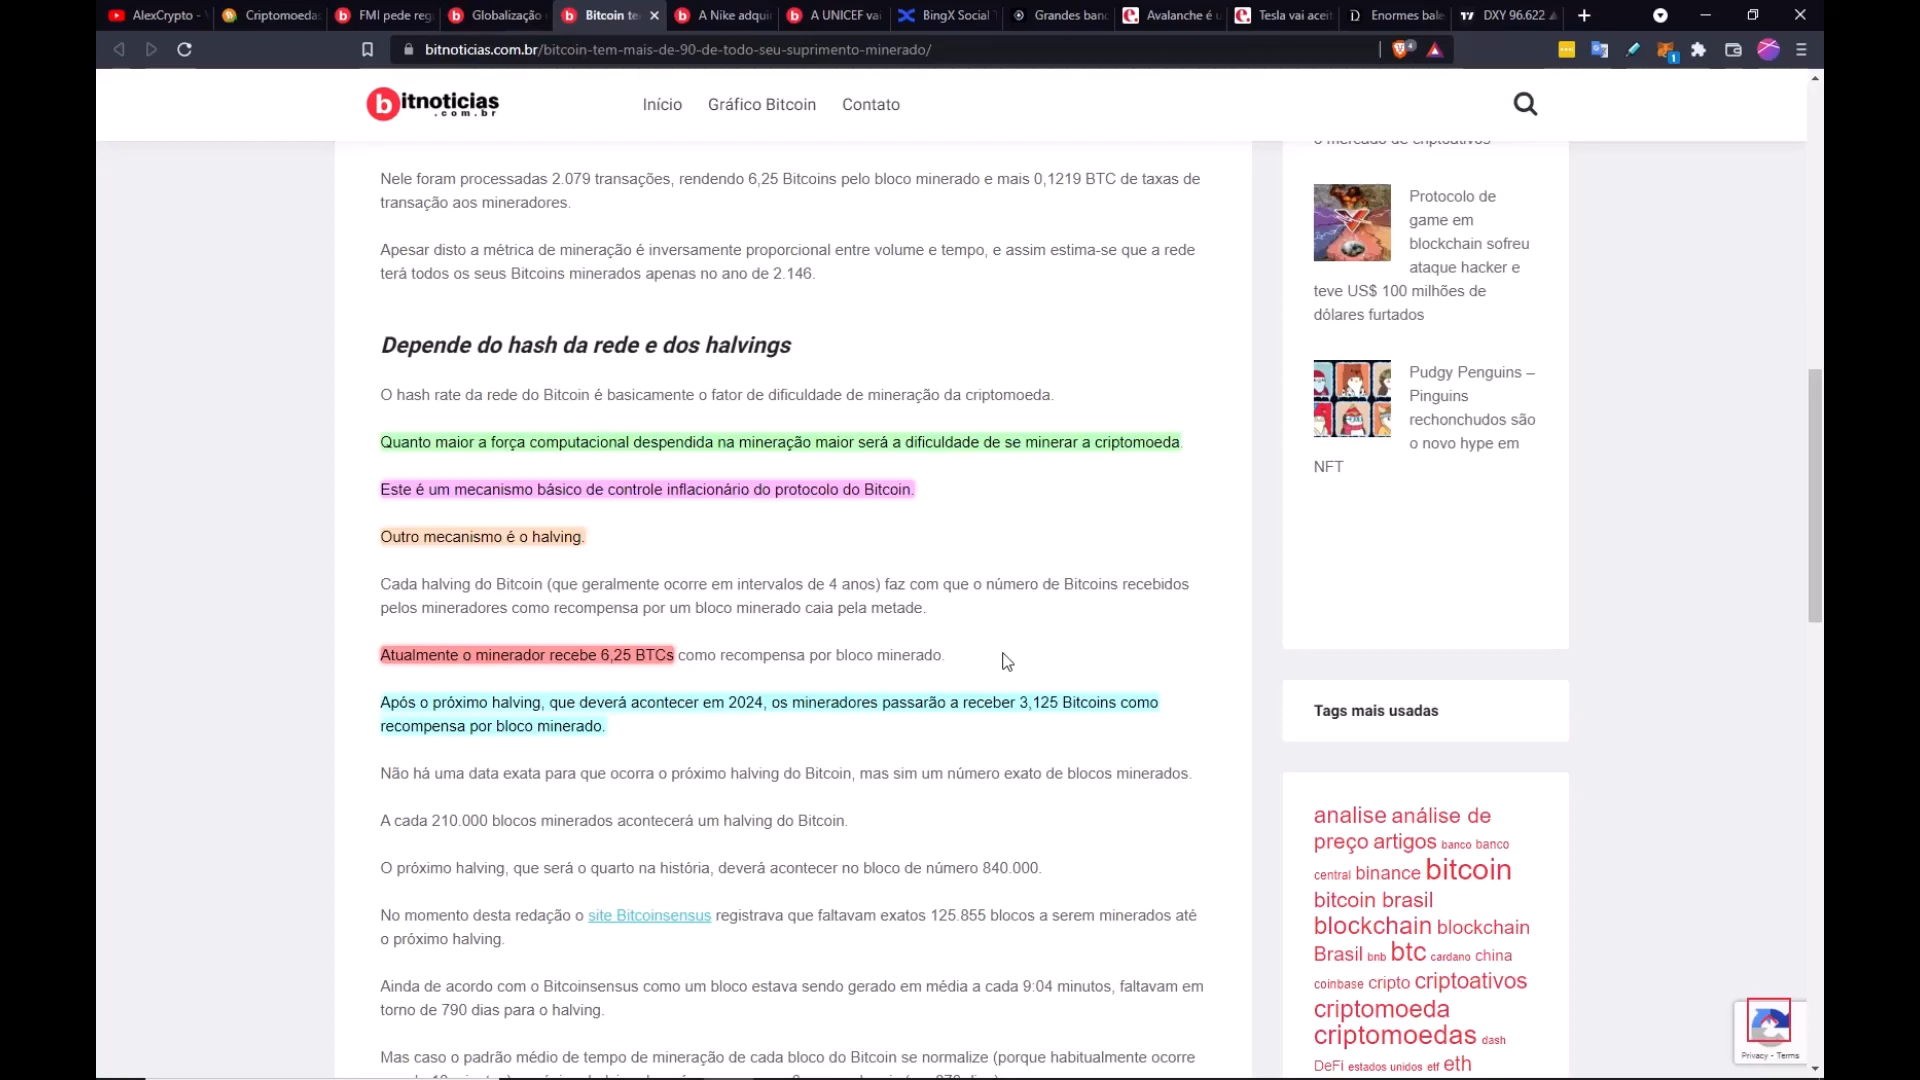 AlexCrypto -
Criptomoeda
FMI pede reg
Globalização
Bitcoin te
A Nike adqui
A UNICEF vai
BingX Social
Grandes banc
Avalanche é u
Tesla vai aceit
Enormes bale
DXY 96.622
bitnoticias.com.br/bitcoin-tem-mais-de-90-de-todo-seu-suprimento-minerado/
bitnoticias
.com.br
Início
Gráfico Bitcoin
Contato
Nele foram processadas 2.079 transações, rendendo 6,25 Bitcoins pelo bloco minerado e mais 0,1219 BTC de taxas de
transação aos mineradores.
Apesar disto a métrica de mineração é inversamente proporcional entre volume e tempo, e assim estima-se que a rede
terá todos os seus Bitcoins minerados apenas no ano de 2.146.
Depende do hash da rede e dos halvings
O hash rate da rede do Bitcoin é basicamente o fator de dificuldade de mineração da criptomoeda.
Quanto maior a força computacional despendida na mineração maior será a dificuldade de se minerar a criptomoeda.
Este é um mecanismo básico de controle inflacionário do protocolo do Bitcoin.
Outro mecanismo é o halving.
Cada halving do Bitcoin (que geralmente ocorre em intervalos de 4 anos) faz com que o número de Bitcoins recebidos
pelos mineradores como recompensa por um bloco minerado caia pela metade.
Atualmente o minerador recebe 6,25 BTCs como recompensa por bloco minerado.
Após o próximo halving, que deverá acontecer em 2024, os mineradores passarão a receber 3,125 Bitcoins como
recompensa por bloco minerado.
Não há uma data exata para que ocorra o próximo halving do Bitcoin, mas sim um número exato de blocos minerados.
A cada 210.000 blocos minerados acontecerá um halving do Bitcoin.
O próximo halving, que será o quarto na história, deverá acontecer no bloco de número 840.000.
No momento desta redação o site Bitcoinsensus registrava que faltavam exatos 125.855 blocos a serem minerados até
o próximo halving.
Ainda de acordo com o Bitcoinsensus como um bloco estava sendo gerado em média a cada 9:04 minutos, faltavam em
torno de 790 dias para o halving.
Mas caso o padrão médio de tempo de mineração de cada bloco do Bitcoin se normalize (porque habitualmente ocorre
o mercado de criptoativos
Protocolo de
game em
blockchain sofreu
ataque hacker e
teve US$ 100 milhões de
dólares furtados
Pudgy Penguins –
Pinguins
rechonchudos são
o novo hype em
NFT
Tags mais usadas
analise análise de
preço artigos banco banco
central binance bitcoin
bitcoin brasil
blockchain blockchain
Brasil bnb btc cardano china
coinbase cripto criptoativos
criptomoeda
criptomoedas dash
DeFi estados unidos etf eth
Privacy - Terms